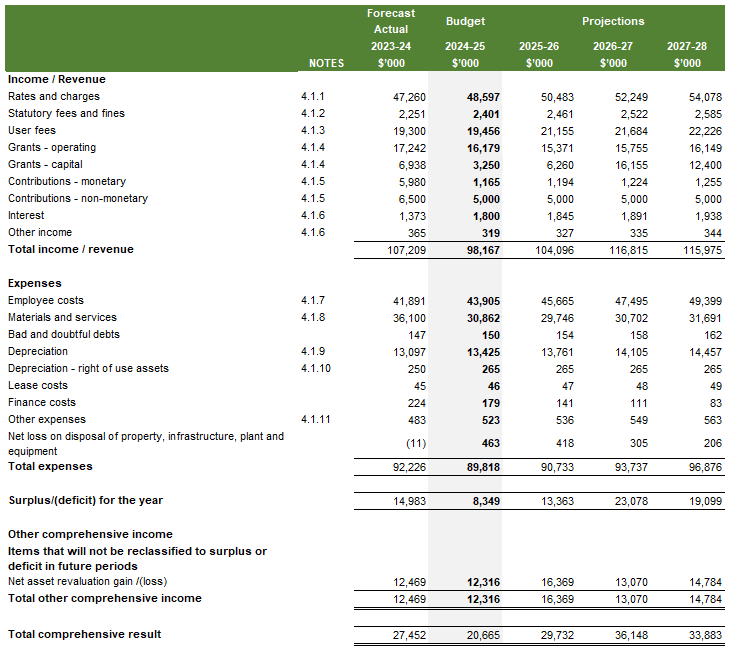 Forecast Actual Budget Projections
2023-24 2024-25 2025-26 2026-27 2027-28
NOTES $'000 $'000 $'000 $'000 $'000
Income / Revenue
Rates and charges 4.1.1 47,260 48,597 50,483 52,249 54,078
Statutory fees and fines 4.1.2 2,251 2,401 2,461 2,522 2,585
User fees 4.1.3 19,300 19,456 21,155 21,684 22,226
Grants - operating 4.1.4 17,242 16,179 15,371 15,755 16,149
Grants - capital 4.1.4 6,938 3,250 6,260 16,155 12,400
Contributions - monetary 4.1.5 5,980 1,165 1,194 1,224 1,255
Contributions - non-monetary 4.1.5 6,500 5,000 5,000 5,000 5,000
Interest 4.1.6 1,373 1,800 1,845 1,891 1,938
Other income 4.1.6 365 319 327 335 344
Total income / revenue 107,209 98,167 104,096 116,815 115,975
Expenses
Employee costs 4.1.7 41,891 43,905 45,665 47,495 49,399
Materials and services 4.1.8 36,100 30,862 29,746 30,702 31,691
Bad and doubtful debts 147 150 154 158 162
Depreciation 4.1.9 13,097 13,425 13,761 14,105 14,457
Depreciation - right of use assets 4.1.10 250 265 265 265 265
Lease costs 45 46 47 48 49
Finance costs 224 179 141 111 83
Other expenses 4.1.11 483 523 536 549 563
Net loss on disposal of property, infrastructure, plant and
equipment (11) 463 418 305 206
Total expenses 92,226 89,818 90,733 93,737 96,876
Surplus/(deficit) for the year 14,983 8,349 13,363 23,078 19,099
Other comprehensive income
Items that will not be reclassified to surplus or
deficit in future periods
Net asset revaluation gain /(loss) 12,469 12,316 16,369 13,070 14,784
Total other comprehensive income 12,469 12,316 16,369 13,070 14,784
Total comprehensive result 27,452 20,665 29,732 36,148 33,883